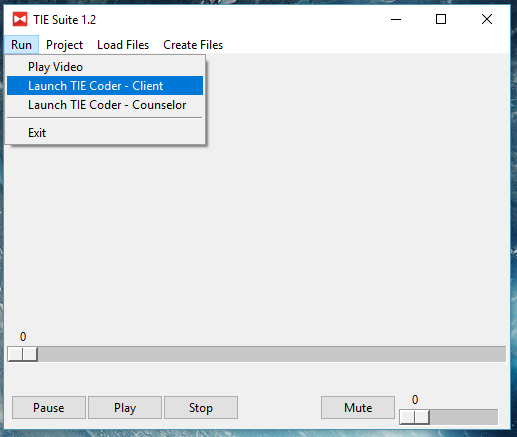 TIE Suite 1.2
Run Project Load Files Create Files
Play Video
Launch TIE Coder - Client
Launch TIE Coder - Counselor
Exit
0
Pause Play Stop Mute 0